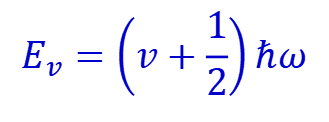 E_v = (v + 1/2) ħω